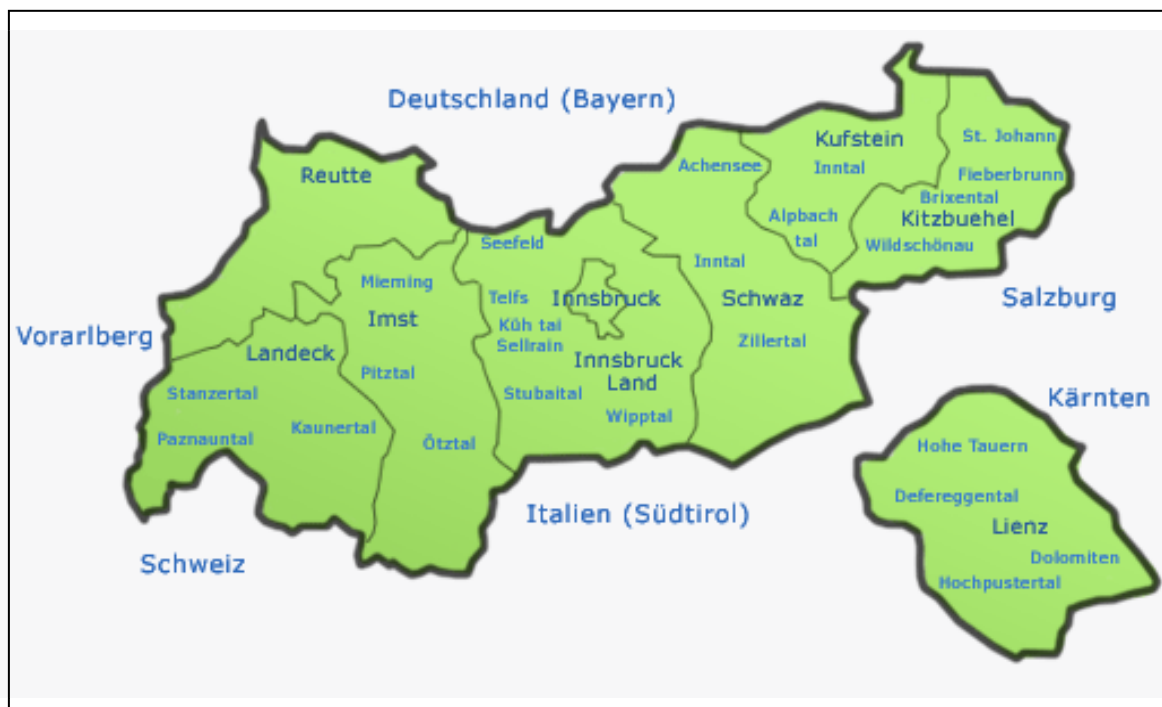 Deutschland (Bayern)
Kufstein
St. Johann
Achensee
Inntal
Reutte
Fieberbrunn
Brixental
Alpbach
tal
Kitzbuehel
Seefeld
Wildschönau
Inntal
Mieming
Telfs
Innsbruck
Schwaz
Salzburg
Imst
Küh tai
Sellrain
Vorarlberg
Zillertal
Landeck
Innsbruck
Land
Pitztal
Stanzertal
Stubaital
Kärnten
Wipptal
Kaunertal
Paznauntal
Ötztal
Hohe Tauern
Defereggental
Italien (Südtirol)
Lienz
Dolomiten
Schweiz
Hochpustertal